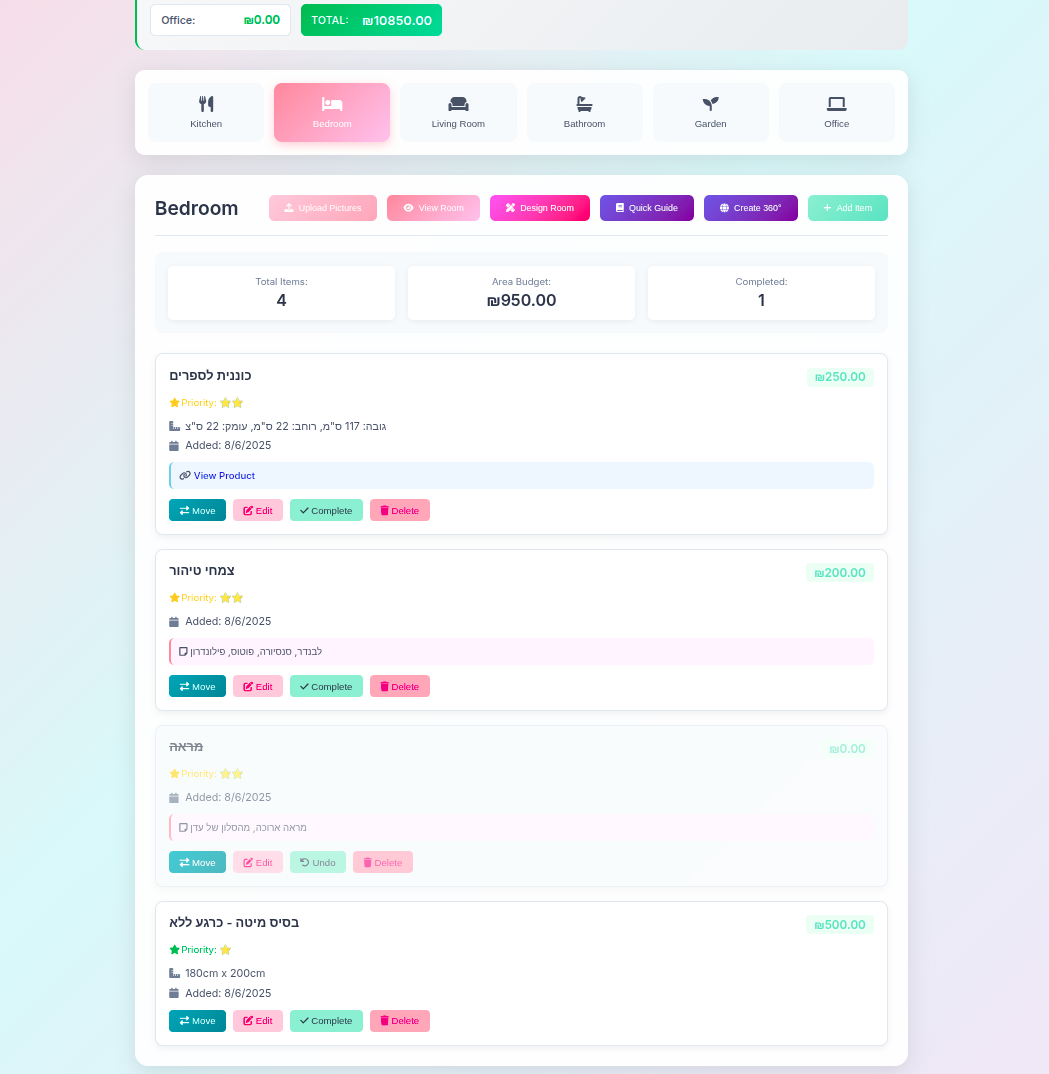 Office: ₪0.00 TOTAL: ₪10850.00
Kitchen Bedroom Living Room Bathroom Garden Office
Bedroom Upload Pictures View Room Design Room Quick Guide Create 360° Add Item
Total Items: Area Budget: Completed:
4 ₪950.00 1
כוננית לספרים ₪250.00
Priority: ⭐⭐
גובה: 117 ס"מ, רוחב: 22 ס"מ, עומק: 22 ס"צ
Added: 8/6/2025
View Product
Move Edit Complete Delete
צמחי טיהור ₪200.00
Priority: ⭐⭐
Added: 8/6/2025
לבנדר, סנסיורה, פוטוס, פילונדרון
Move Edit Complete Delete
מראה ₪0.00
Priority: ⭐⭐
Added: 8/6/2025
מראה ארוכה, מהסלון של עדן
Move Edit Undo Delete
בסיס מיטה - כרגע ללא ₪500.00
Priority: ⭐
180cm x 200cm
Added: 8/6/2025
Move Edit Complete Delete